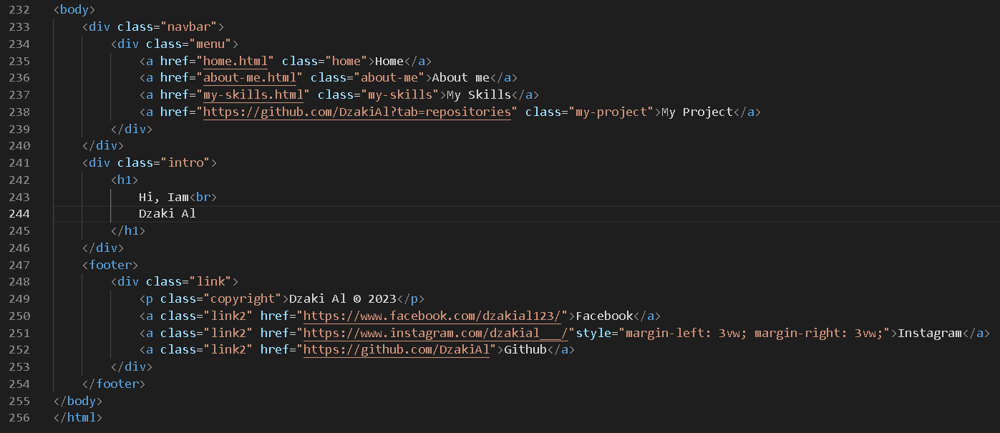 232 <body>
233     <div class="navbar">
234         <div class="menu">
235             <a href="home.html" class="home">Home</a>
236             <a href="about-me.html" class="about-me">About me</a>
237             <a href="my-skills.html" class="my-skills">My Skills</a>
238             <a href="https://github.com/DzakiAl?tab=repositories" class="my-project">My Project</a>
239         </div>
240     </div>
241     <div class="intro">
242         <h1>
243             Hi, Iam<br>
244             Dzaki Al
245         </h1>
246     </div>
247     <footer>
248         <div class="link">
249             <p class="copyright">Dzaki Al © 2023</p>
250             <a class="link2" href="https://www.facebook.com/dzakial123/">Facebook</a>
251             <a class="link2" href="https://www.instagram.com/dzakial___/"style="margin-left: 3vw; margin-right: 3vw;">Instagram</a>
252             <a class="link2" href="https://github.com/DzakiAl">Github</a>
253         </div>
254     </footer>
255 </body>
256 </html>